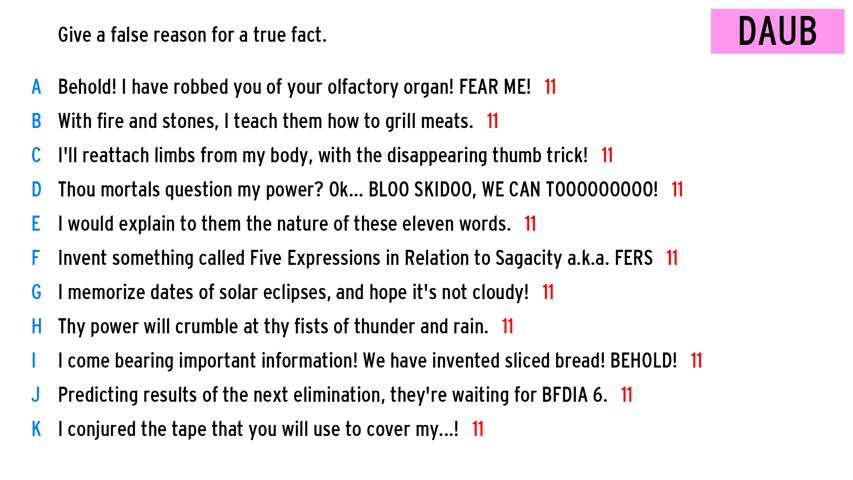 Give a false reason for a true fact.
DAUB
A Behold! I have robbed you of your olfactory organ! FEAR ME! 11
B With fire and stones, I teach them how to grill meats. 11
C I'll reattach limbs from my body, with the disappearing thumb trick! 11
D Thou mortals question my power? Ok... BLOO SKIDOO, WE CAN TOOOOOOOOO! 11
E I would explain to them the nature of these eleven words. 11
F Invent something called Five Expressions in Relation to Sagacity a.k.a. FERS 11
G I memorize dates of solar eclipses, and hope it's not cloudy! 11
H Thy power will crumble at thy fists of thunder and rain. 11
I I come bearing important information! We have invented sliced bread! BEHOLD! 11
J Predicting results of the next elimination, they're waiting for BFDIA 6. 11
K I conjured the tape that you will use to cover my...! 11